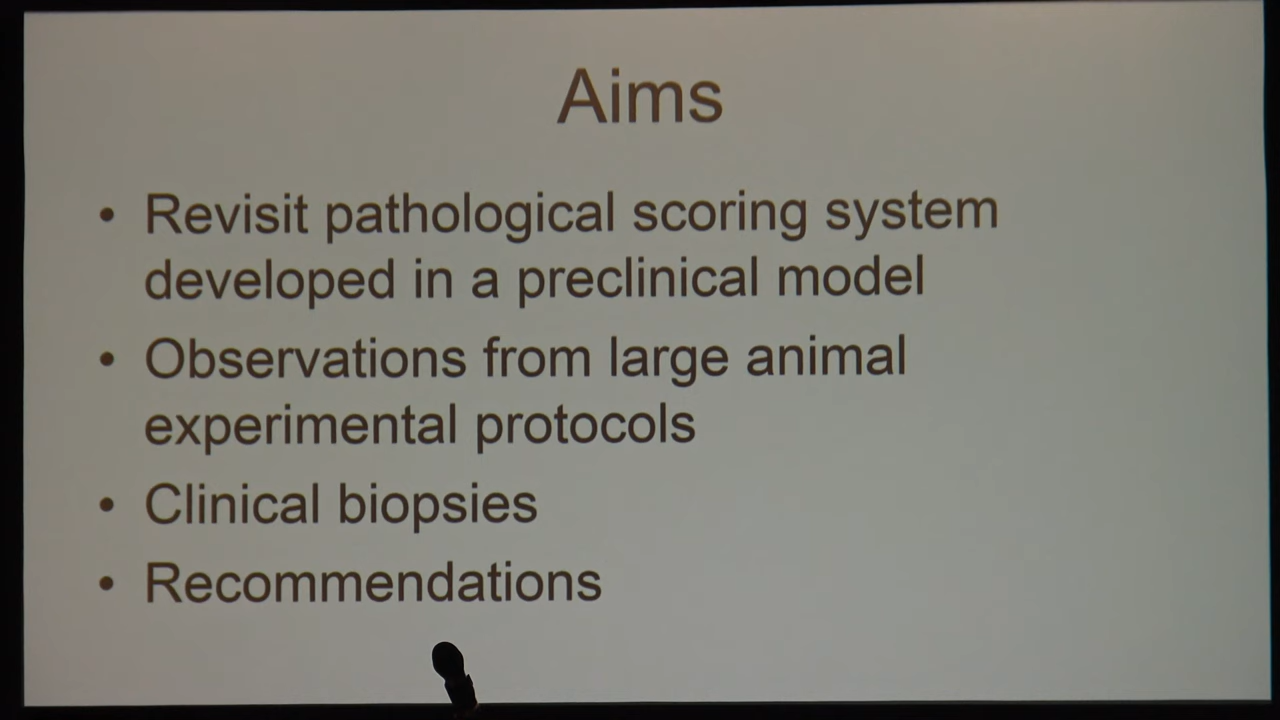 Aims
• Revisit pathological scoring system
developed in a preclinical model
• Observations from large animal
experimental protocols
• Clinical biopsies
• Recommendations